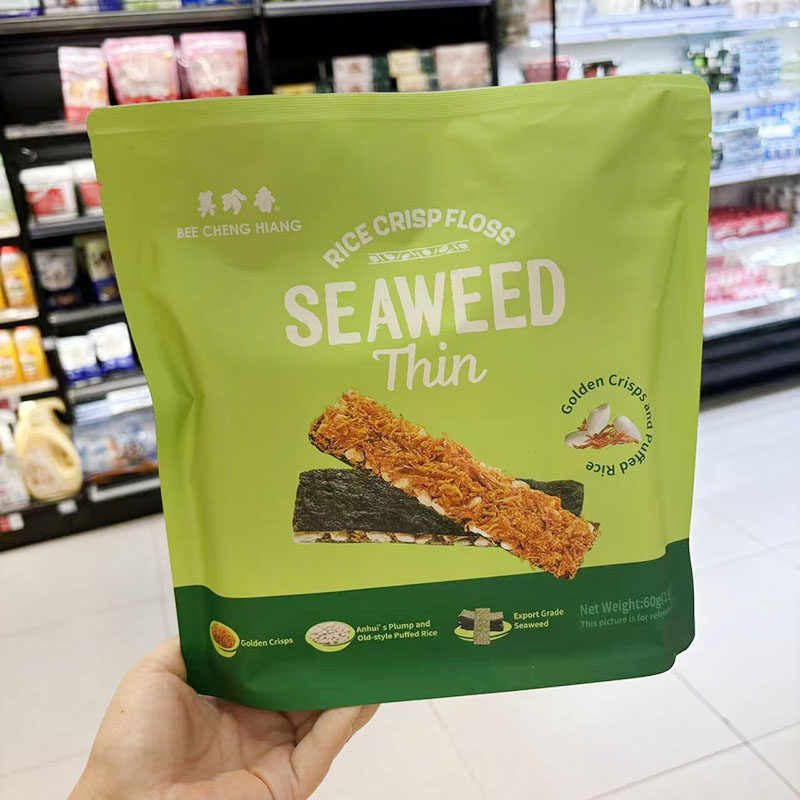 美珍香®
BEE CHENG HIANG
RICE CRISP FLOSS
SEAWEED
Thin
Golden Crisps and Puffed Rice
Golden Crisps
Anhui's Plump and
Old-style Puffed Rice
Export Grade
Seaweed
Net Weight:60g
This picture is for